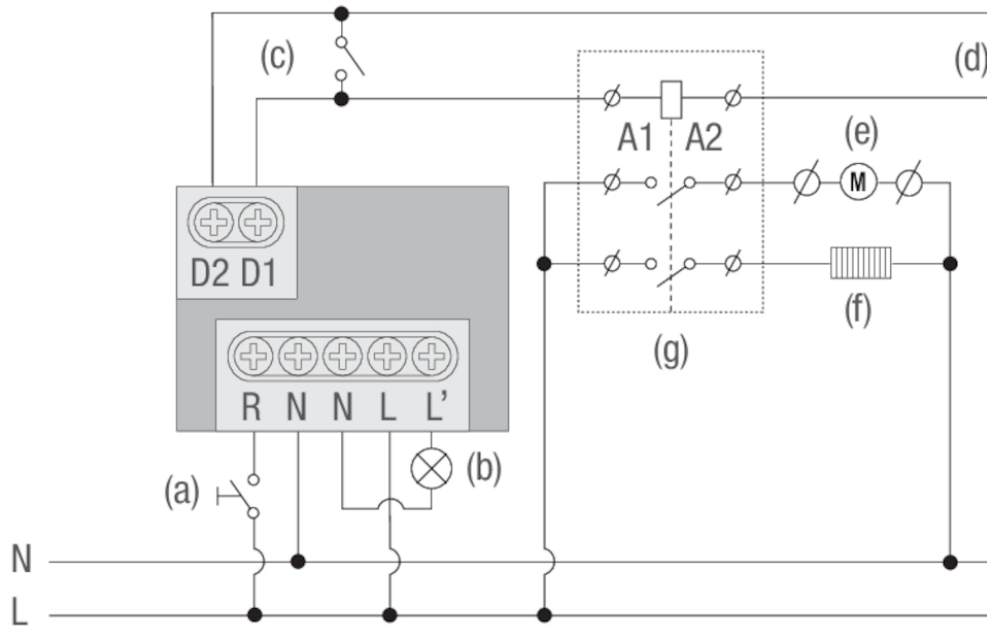 (c)
(d)
A1 A2
(e)
M
D2 D1
(f)
(g)
R N N L L’
(a)
(b)
N
L